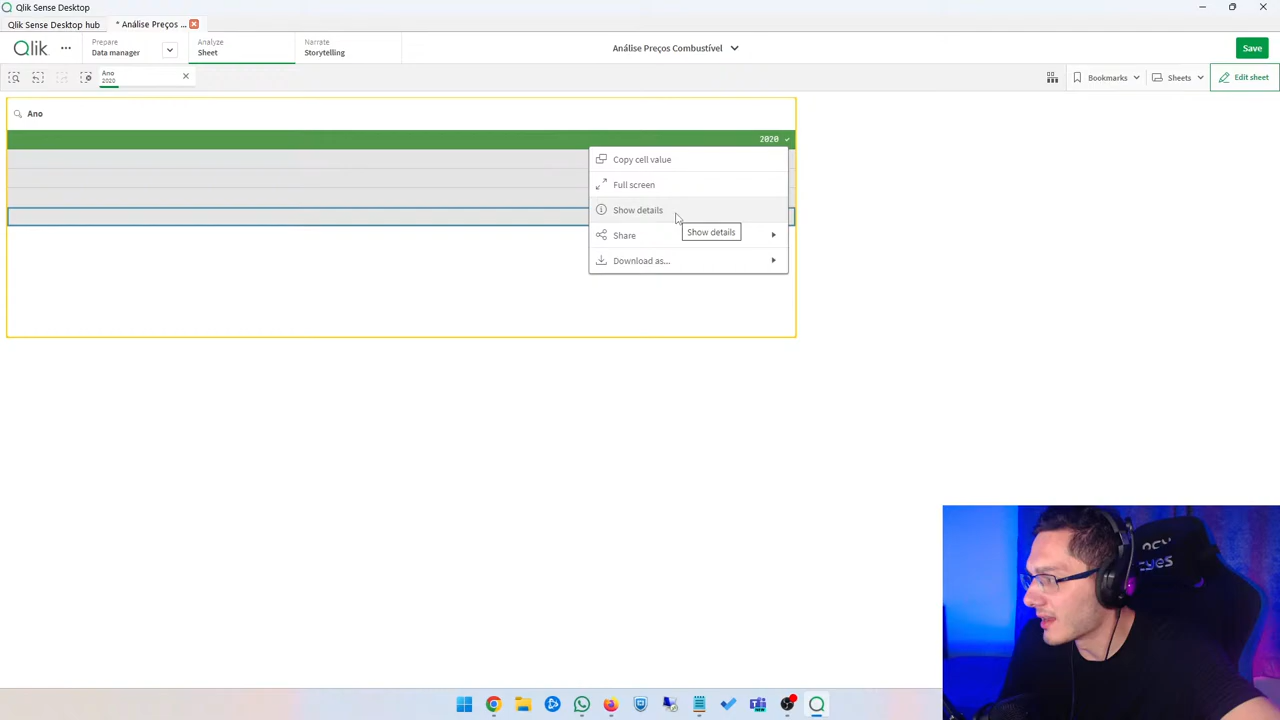 Qlik Sense Desktop
Qlik Sense Desktop hub
* Análise Preços ...
Qlik
Prepare
Data manager
Analyze
Sheet
Narrate
Storytelling
Análise Preços Combustível
Save
Ano
2020
Bookmarks
Sheets
Edit sheet
Ano
2020
Copy cell value
Full screen
Show details
Show details
Share
Download as...